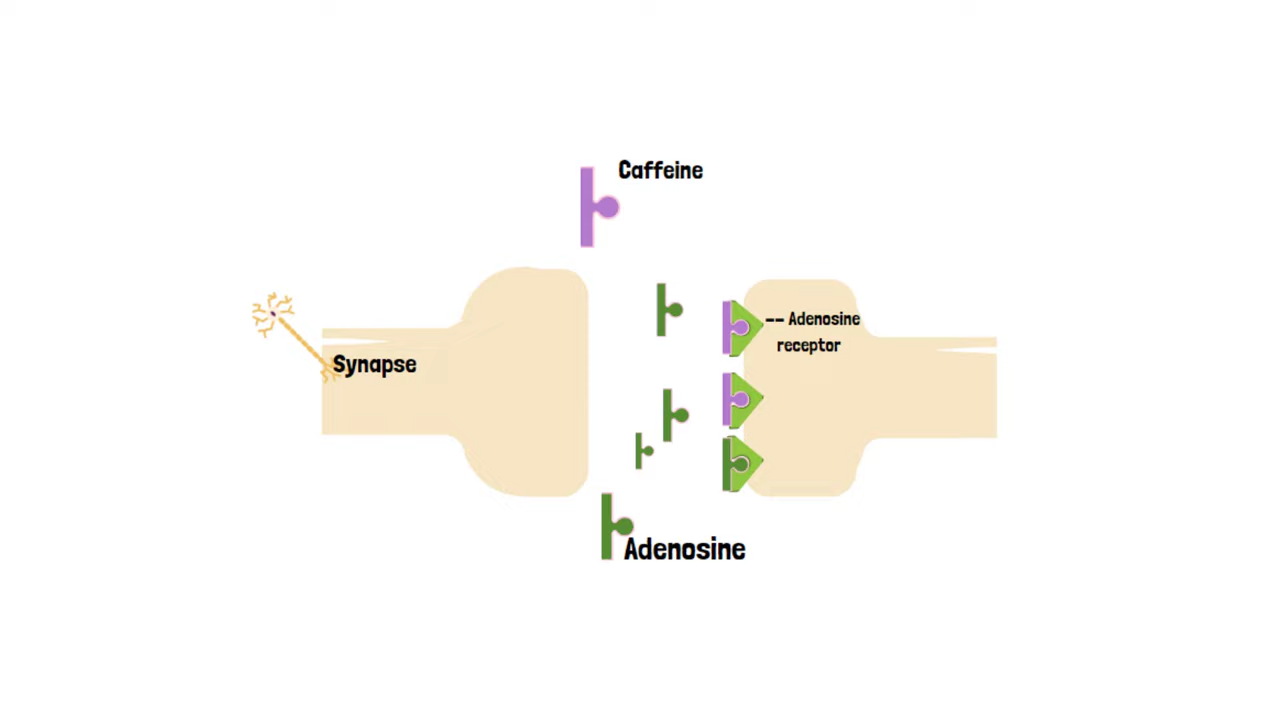 Caffeine
-- Adenosine
receptor
Synapse
Adenosine